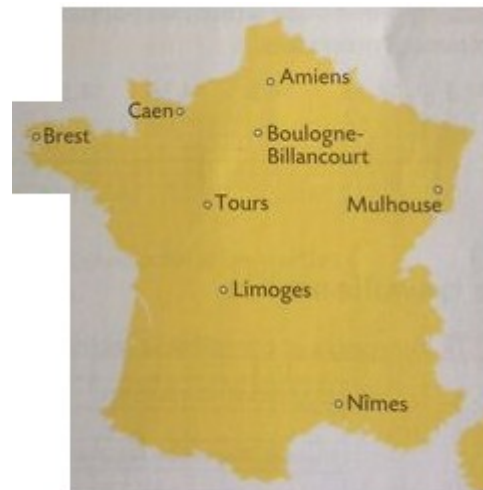 Amiens
Caen
Brest
Boulogne-
Billancourt
Mulhouse
Tours
Limoges
Nîmes